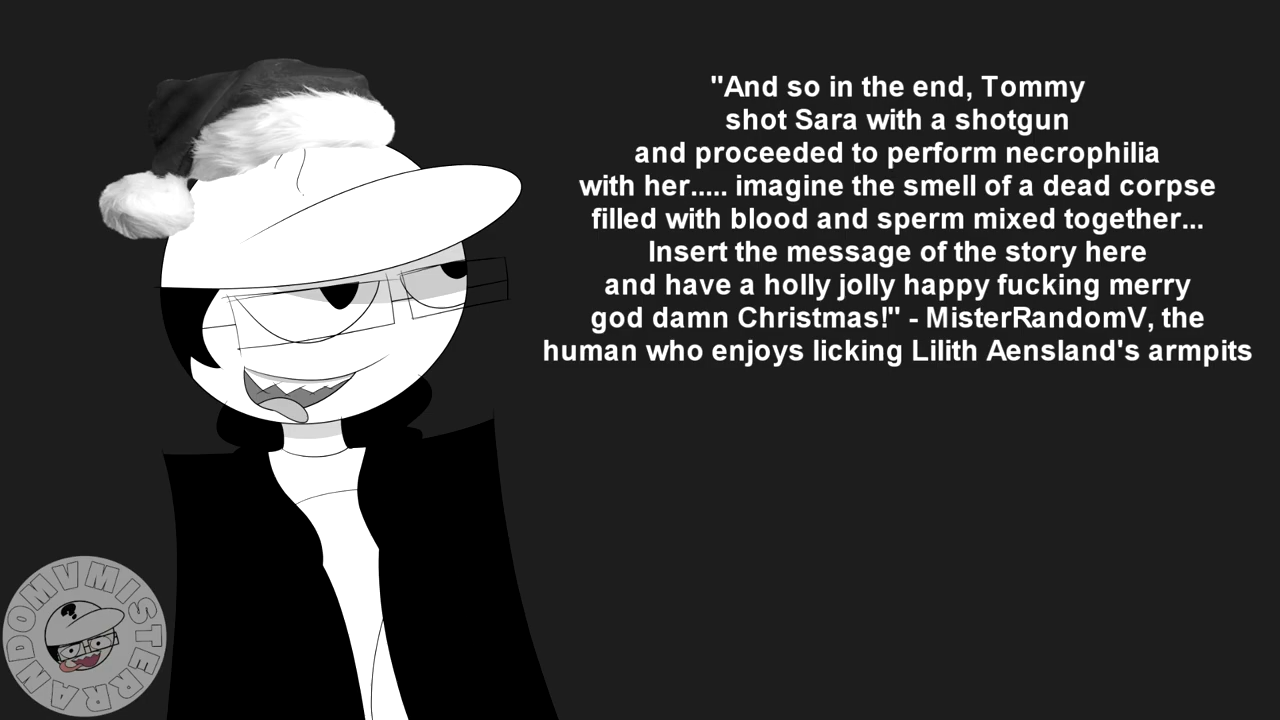 "And so in the end, Tommy
shot Sara with a shotgun
and proceeded to perform necrophilia
with her..... imagine the smell of a dead corpse
filled with blood and sperm mixed together...
Insert the message of the story here
and have a holly jolly happy fucking merry
god damn Christmas!" - MisterRandomV, the
human who enjoys licking Lilith Aensland's armpits
MISTERRANDOMV
?